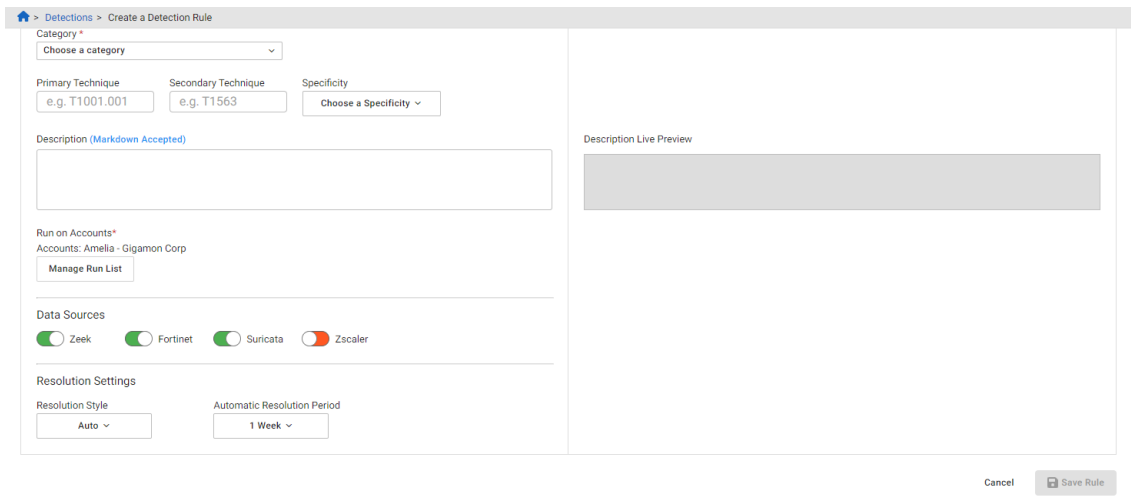 > Detections > Create a Detection Rule
Category *
Choose a category
Primary Technique Secondary Technique Specificity
e.g. T1001.001 e.g. T1563 Choose a Specificity
Description (Markdown Accepted) Description Live Preview
Run on Accounts*
Accounts: Amelia - Gigamon Corp
Manage Run List
Data Sources
Zeek Fortinet Suricata Zscaler
Resolution Settings
Resolution Style Automatic Resolution Period
Auto 1 Week
Cancel Save Rule